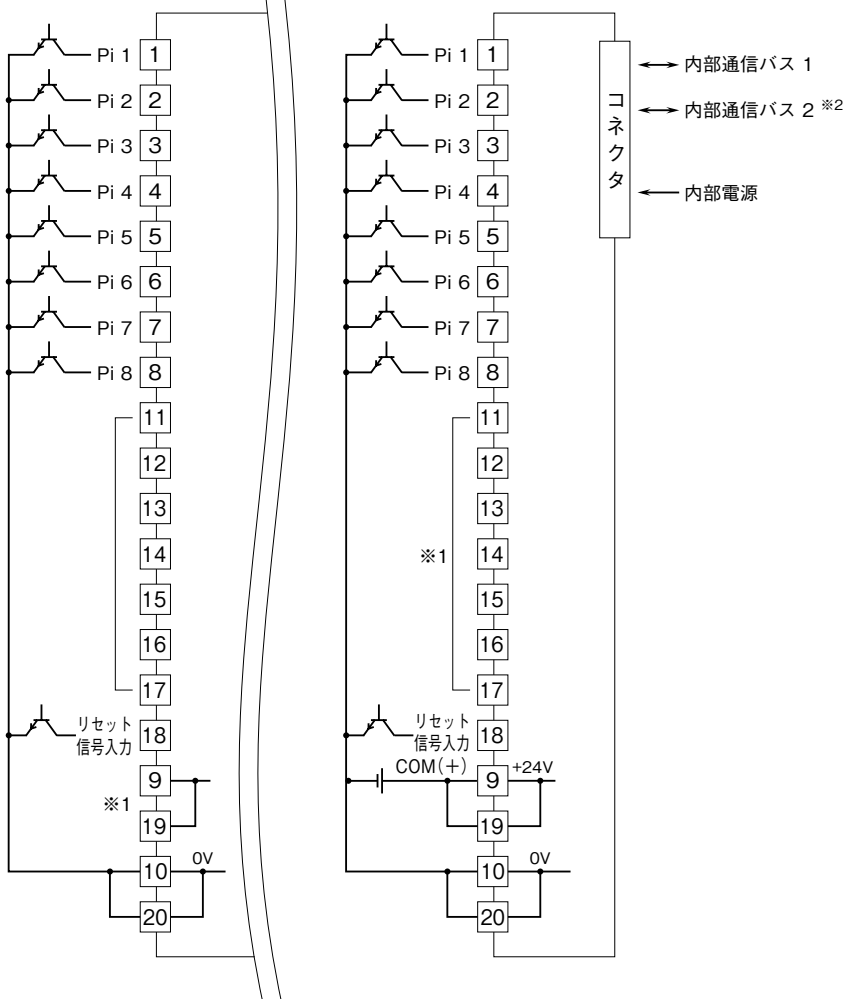 Pi 1 1
Pi 2 2
Pi 3 3
Pi 4 4
Pi 5 5
Pi 6 6
Pi 7 7
Pi 8 8
11
12
13
14
15
16
17
リセット
信号入力 18
9
※1
19
10 0V
20
Pi 1 1
Pi 2 2
Pi 3 3
Pi 4 4
Pi 5 5
Pi 6 6
Pi 7 7
Pi 8 8
11
12
13
※1 14
15
16
17
リセット
信号入力 18
COM(+) 9 +24V
19
10 0V
20
コネクタ
内部通信バス 1
内部通信バス 2 ※2
内部電源